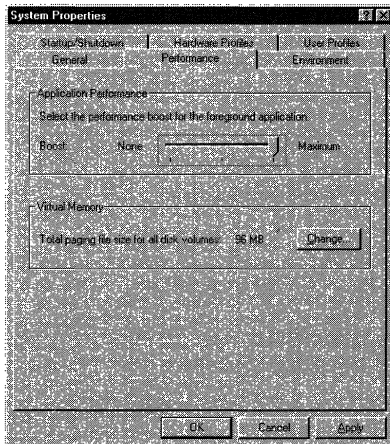 System Properties
Startup/Shutdown Hardware Profiles User Profiles
General Performance Environment
Application Performance
Select the performance boost for the foreground application.
Boost: None Maximum
Virtual Memory
Total paging file size for all disk volumes: 96 MB Change...
OK Cancel Apply